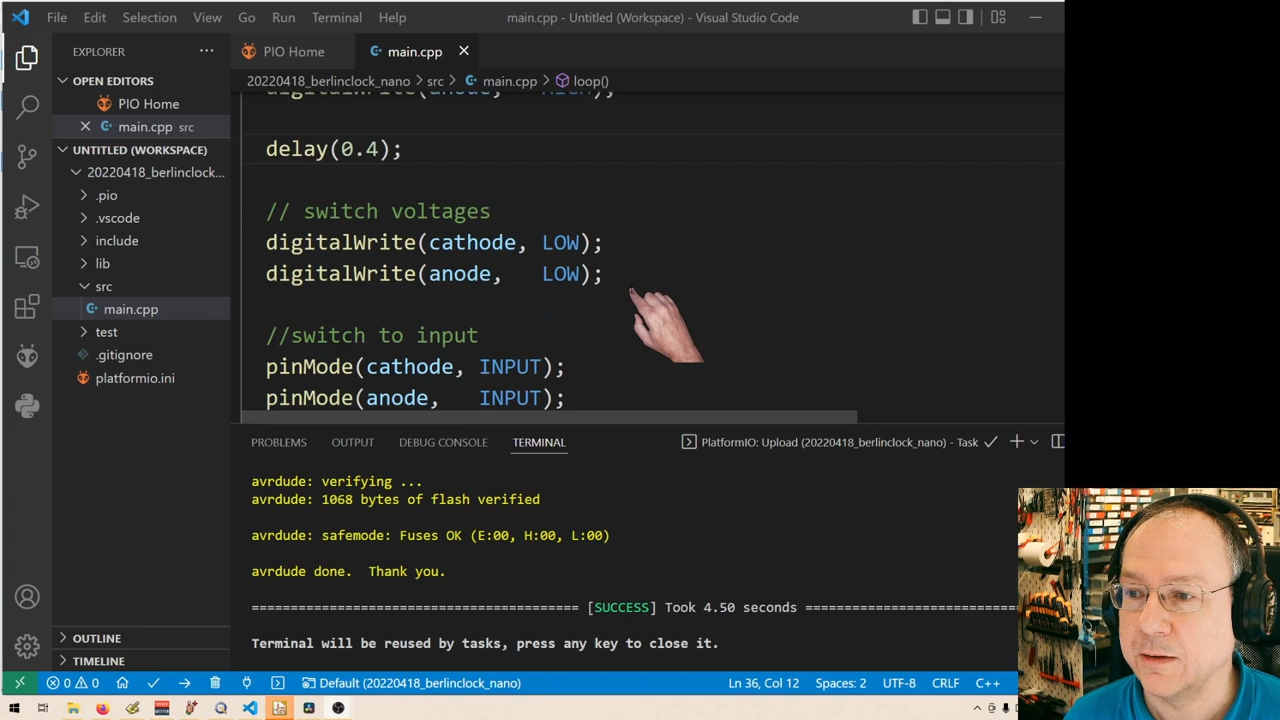 File Edit Selection View Go Run Terminal Help main.cpp - Untitled (Workspace) - Visual Studio Code
EXPLORER
PIO Home
main.cpp
OPEN EDITORS
PIO Home
main.cpp src
UNTITLED (WORKSPACE)
20220418_berlinclock...
.pio
.vscode
include
lib
src
main.cpp
test
.gitignore
platformio.ini
OUTLINE
TIMELINE
20220418_berlinclock_nano > src > main.cpp > loop()
digitalWrite(anode, HIGH);
delay(0.4);
// switch voltages
digitalWrite(cathode, LOW);
digitalWrite(anode, LOW);
//switch to input
pinMode(cathode, INPUT);
pinMode(anode, INPUT);
PROBLEMS OUTPUT DEBUG CONSOLE TERMINAL PlatformIO: Upload (20220418_berlinclock_nano) - Task
avrdude: verifying ...
avrdude: 1068 bytes of flash verified
avrdude: safemode: Fuses OK (E:00, H:00, L:00)
avrdude done. Thank you.
========================================= [SUCCESS] Took 4.50 seconds =========================
Terminal will be reused by tasks, press any key to close it.
0 0 Default (20220418_berlinclock_nano) Ln 36, Col 12 Spaces: 2 UTF-8 CRLF C++